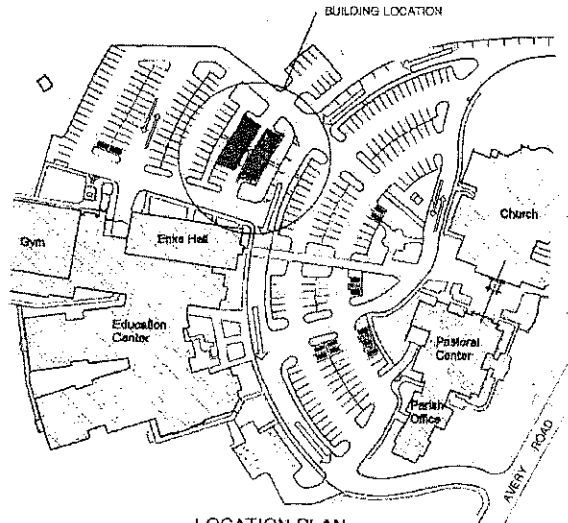 BUILDING LOCATION
Church
Gym
Enke Hall
Education
Center
Pastoral
Center
Parish
Office
AVERY ROAD
LOCATION PLAN